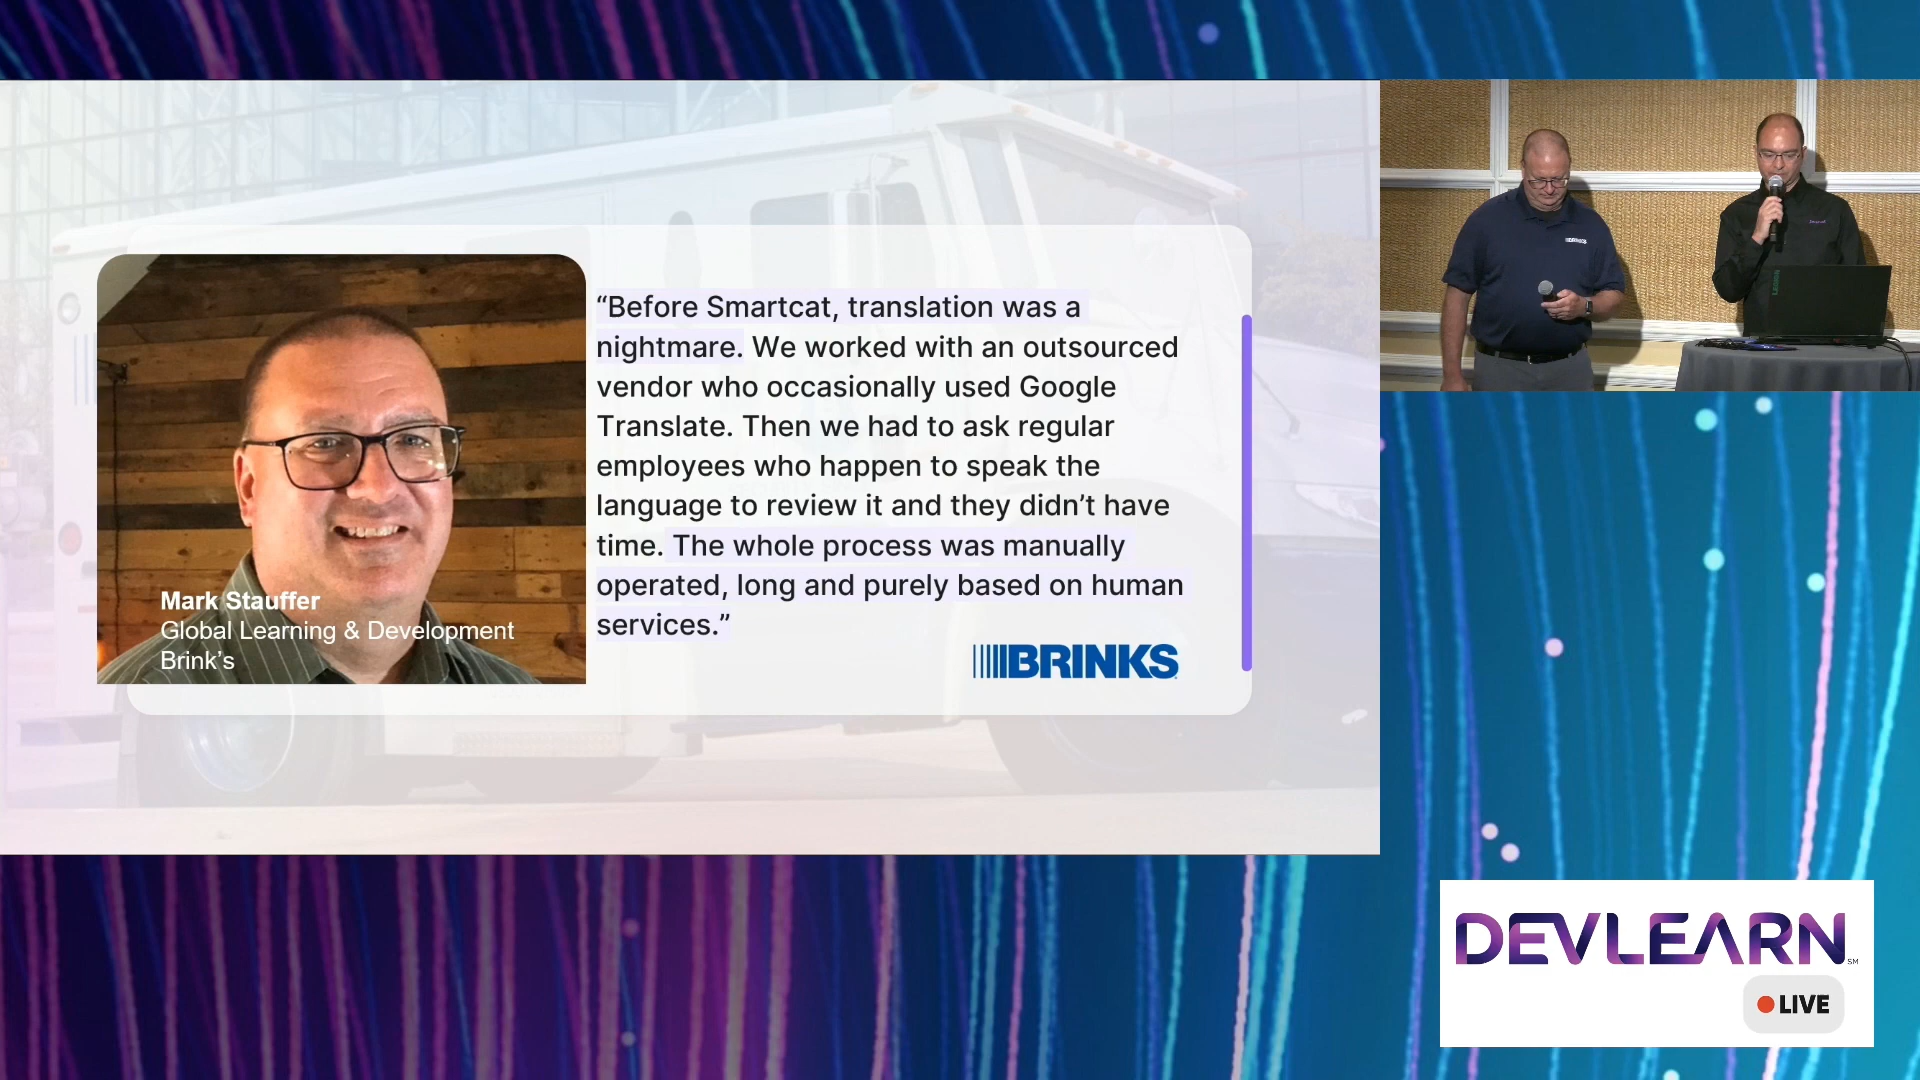 “Before Smartcat, translation was a
nightmare. We worked with an outsourced
vendor who occasionally used Google
Translate. Then we had to ask regular
employees who happen to speak the
language to review it and they didn’t have
time. The whole process was manually
operated, long and purely based on human
services.”
Mark Stauffer
Global Learning & Development
Brink’s
BRINKS
BRINKS
Lenovo
DEVLEARN SM
LIVE